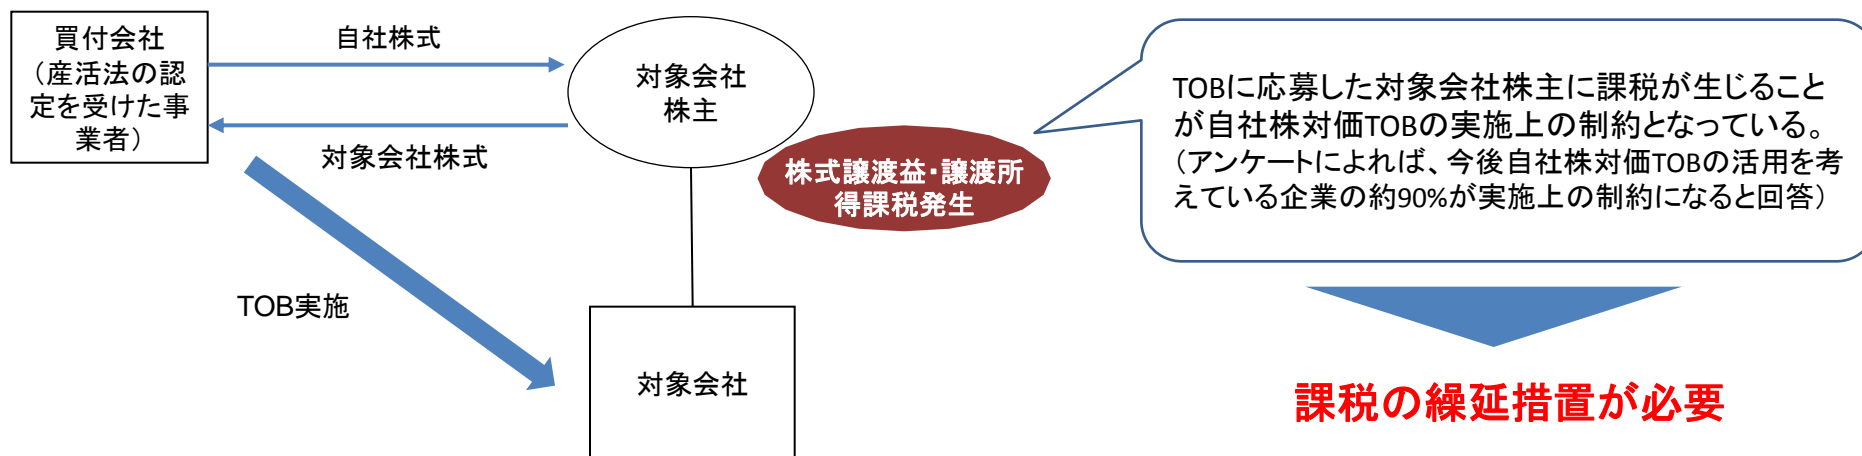 買付会社
（産活法の認
定を受けた事
業者）
自社株式
対象会社株式
対象会社
株主
株式譲渡益・譲渡所
得課税発生
TOB実施
対象会社
TOBに応募した対象会社株主に課税が生じること
が自社株対価TOBの実施上の制約となっている。
（アンケートによれば、今後自社株対価TOBの活用を考
えている企業の約90%が実施上の制約になると回答）
課税の繰延措置が必要